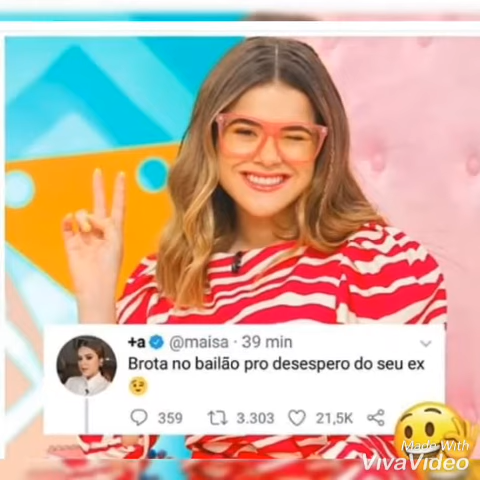 +a @maisa · 39 min
Brota no bailão pro desespero do seu ex
😉
359 3.303 21,5K
Made With
VivaVideo